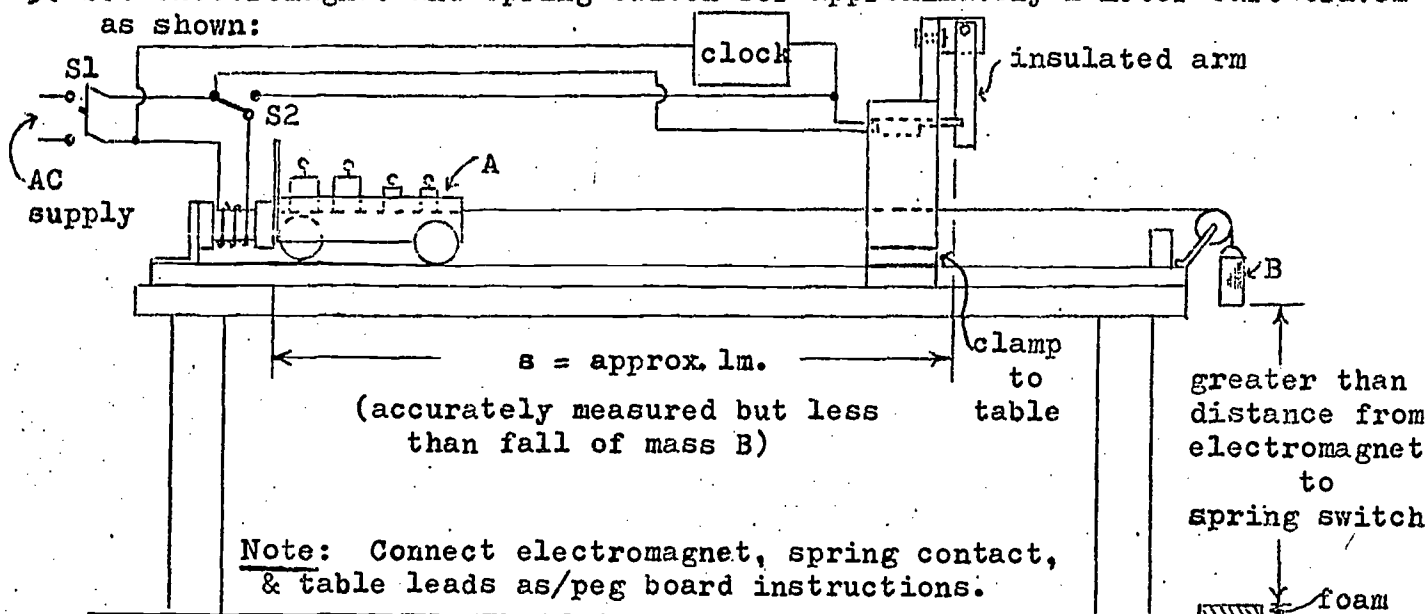 as shown:
clock
S1
insulated arm
S2
A
AC
supply
B
s = approx. 1m.
clamp
to
table
(accurately measured but less
than fall of mass B)
greater than
distance from
electromagnet
to
spring switch
Note: Connect electromagnet, spring contact,
& table leads as/peg board instructions.
foam